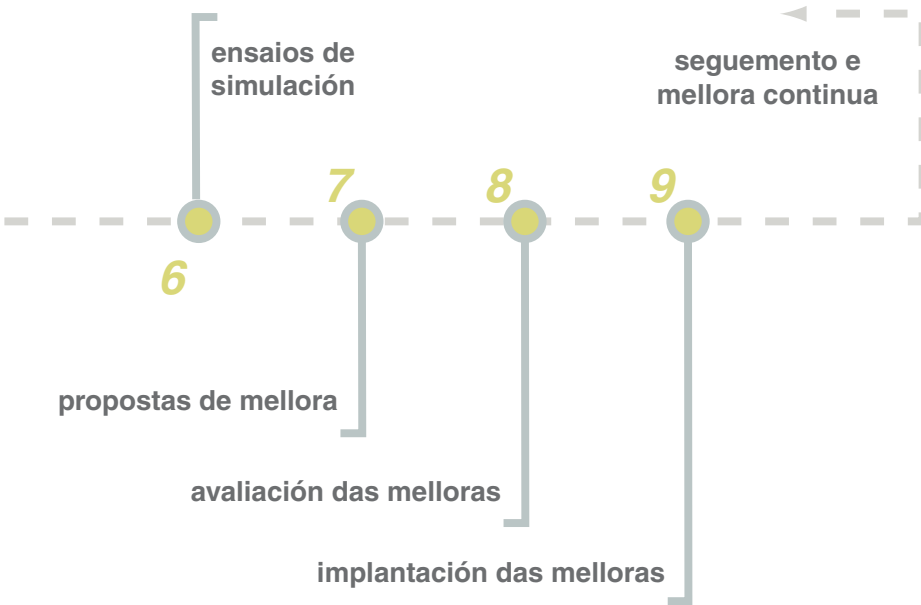 ensaios de
simulación
seguemento e
mellora continua
7
8
9
6
propostas de mellora
avaliación das melloras
implantación das melloras